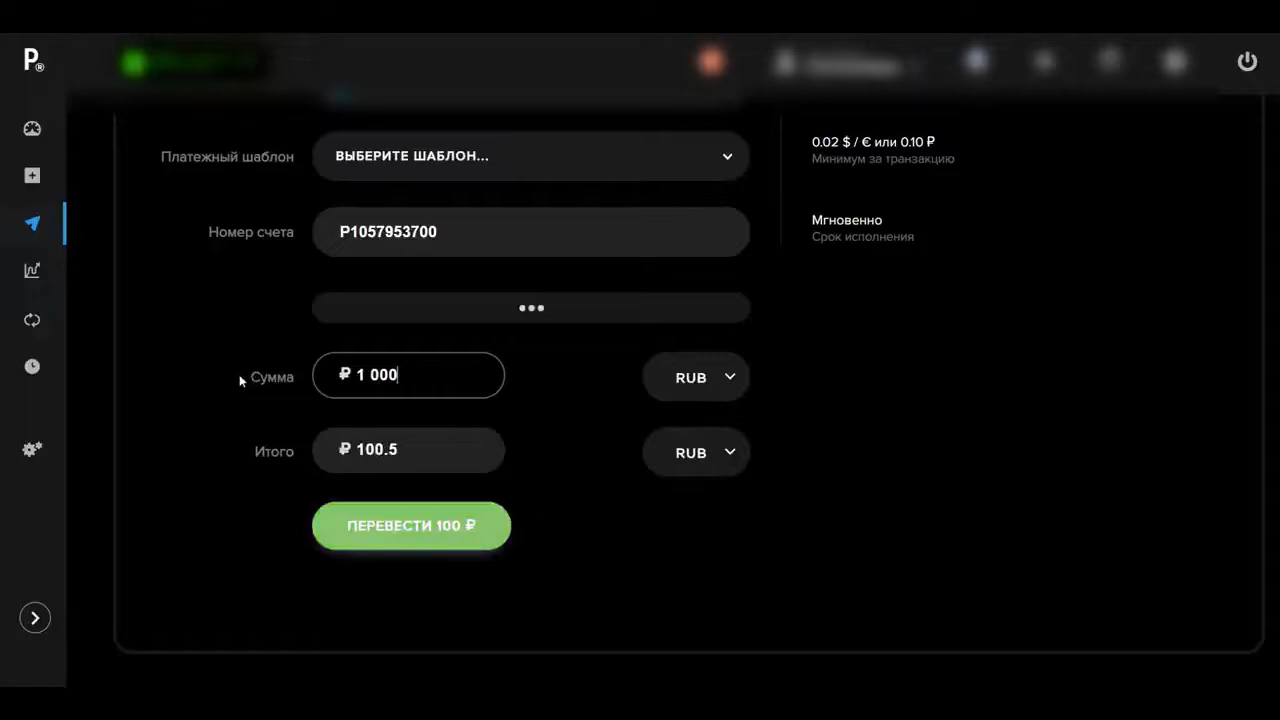 P®
0.02 $ / € или 0.10 ₽
Минимум за транзакцию
Платежный шаблон
ВЫБЕРИТЕ ШАБЛОН...
Мгновенно
Срок исполнения
Номер счета
P1057953700
Сумма
₽ 1 000
RUB
Итого
₽ 100.5
RUB
ПЕРЕВЕСТИ 100 ₽